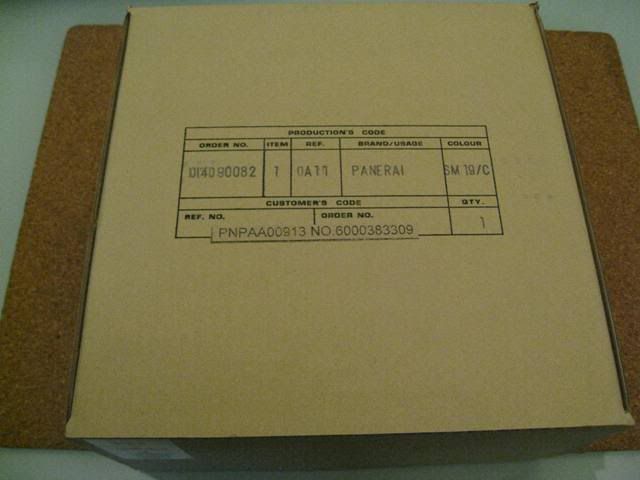 PRODUCTION'S CODE
ORDER NO. ITEM REF. BRAND/USAGE COLOUR
DI4090082 1 0A11 PANERAI SM 19/C
CUSTOMER'S CODE QTY.
REF. NO. ORDER NO. 1
PNPAA00913 NO.6000383309